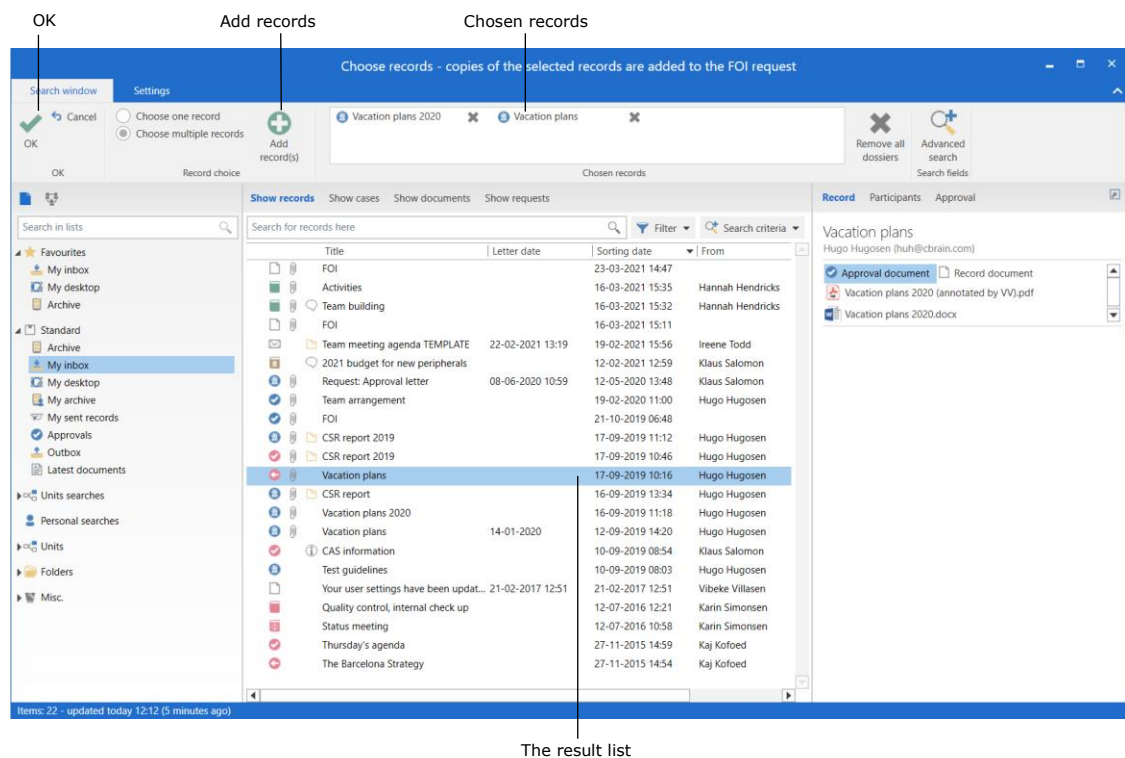 OK Add records Chosen records
Choose records - copies of the selected records are added to the FOI request
Search window Settings
OK
Cancel
OK
Choose one record
Choose multiple records
Record choice
Add
record(s)
Vacation plans 2020 Vacation plans
Chosen records
Remove all
dossiers
Advanced
search
Search fields
Search in lists
Favourites
My inbox
My desktop
Archive
Standard
Archive
My inbox
My desktop
My archive
My sent records
Approvals
Outbox
Latest documents
Units searches
Personal searches
Units
Folders
Misc.
Show records Show cases Show documents Show requests
Search for records here Filter Search criteria
Title Letter date Sorting date From
FOI 23-03-2021 14:47
Activities 16-03-2021 15:35 Hannah Hendricks
Team building 16-03-2021 15:32 Hannah Hendricks
FOI 16-03-2021 15:11
Team meeting agenda TEMPLATE 22-02-2021 13:19 19-02-2021 15:56 Ireene Todd
2021 budget for new peripherals 12-02-2021 12:59 Klaus Salomon
Request: Approval letter 08-06-2020 10:59 12-05-2020 13:48 Klaus Salomon
Team arrangement 19-02-2020 11:00 Hugo Hugosen
FOI 21-10-2019 06:48
CSR report 2019 17-09-2019 11:12 Hugo Hugosen
CSR report 2019 17-09-2019 10:46 Hugo Hugosen
Vacation plans 17-09-2019 10:16 Hugo Hugosen
CSR report 16-09-2019 13:34 Hugo Hugosen
Vacation plans 2020 16-09-2019 11:18 Hugo Hugosen
Vacation plans 14-01-2020 12-09-2019 14:20 Hugo Hugosen
CAS information 10-09-2019 08:54 Klaus Salomon
Test guidelines 10-09-2019 08:03 Hugo Hugosen
Your user settings have been updat... 21-02-2017 12:51 21-02-2017 12:51 Vibeke Villasen
Quality control, internal check up 12-07-2016 12:21 Karin Simonsen
Status meeting 12-07-2016 10:58 Karin Simonsen
Thursday's agenda 27-11-2015 14:59 Kaj Kofoed
The Barcelona Strategy 27-11-2015 14:54 Kaj Kofoed
Record Participants Approval
Vacation plans
Hugo Hugosen (huh@cbrain.com)
Approval document Record document
Vacation plans 2020 (annotated by VV).pdf
Vacation plans 2020.docx
Items: 22 - updated today 12:12 (5 minutes ago)
The result list